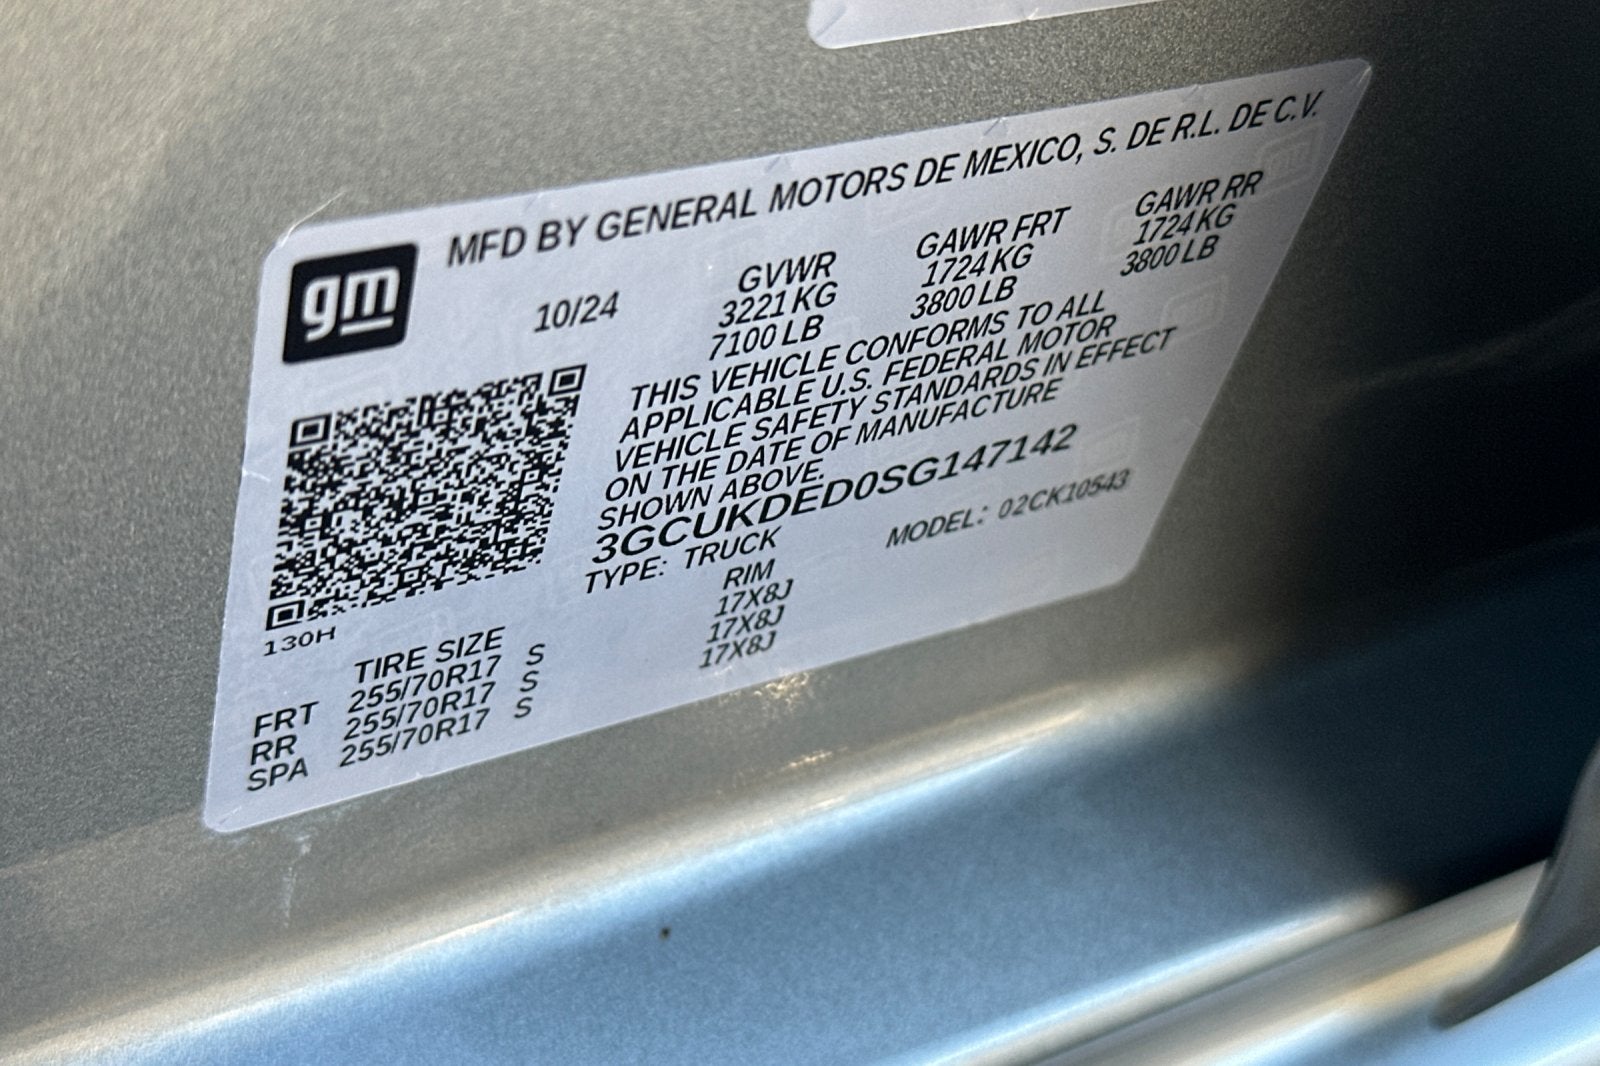 gm
MFD BY GENERAL MOTORS DE MEXICO, S. DE R.L. DE C.V.
10/24
GVWR
3221 KG
7100 LB
GAWR FRT
1724 KG
3800 LB
GAWR RR
1724 KG
3800 LB
THIS VEHICLE CONFORMS TO ALL
APPLICABLE U.S. FEDERAL MOTOR
VEHICLE SAFETY STANDARDS IN EFFECT
ON THE DATE OF MANUFACTURE
SHOWN ABOVE.
3GCUKDED0SG147142
TYPE: TRUCK MODEL: 02CK10543
130H
TIRE SIZE RIM
FRT 255/70R17 S 17X8J
RR 255/70R17 S 17X8J
SPA 255/70R17 S 17X8J